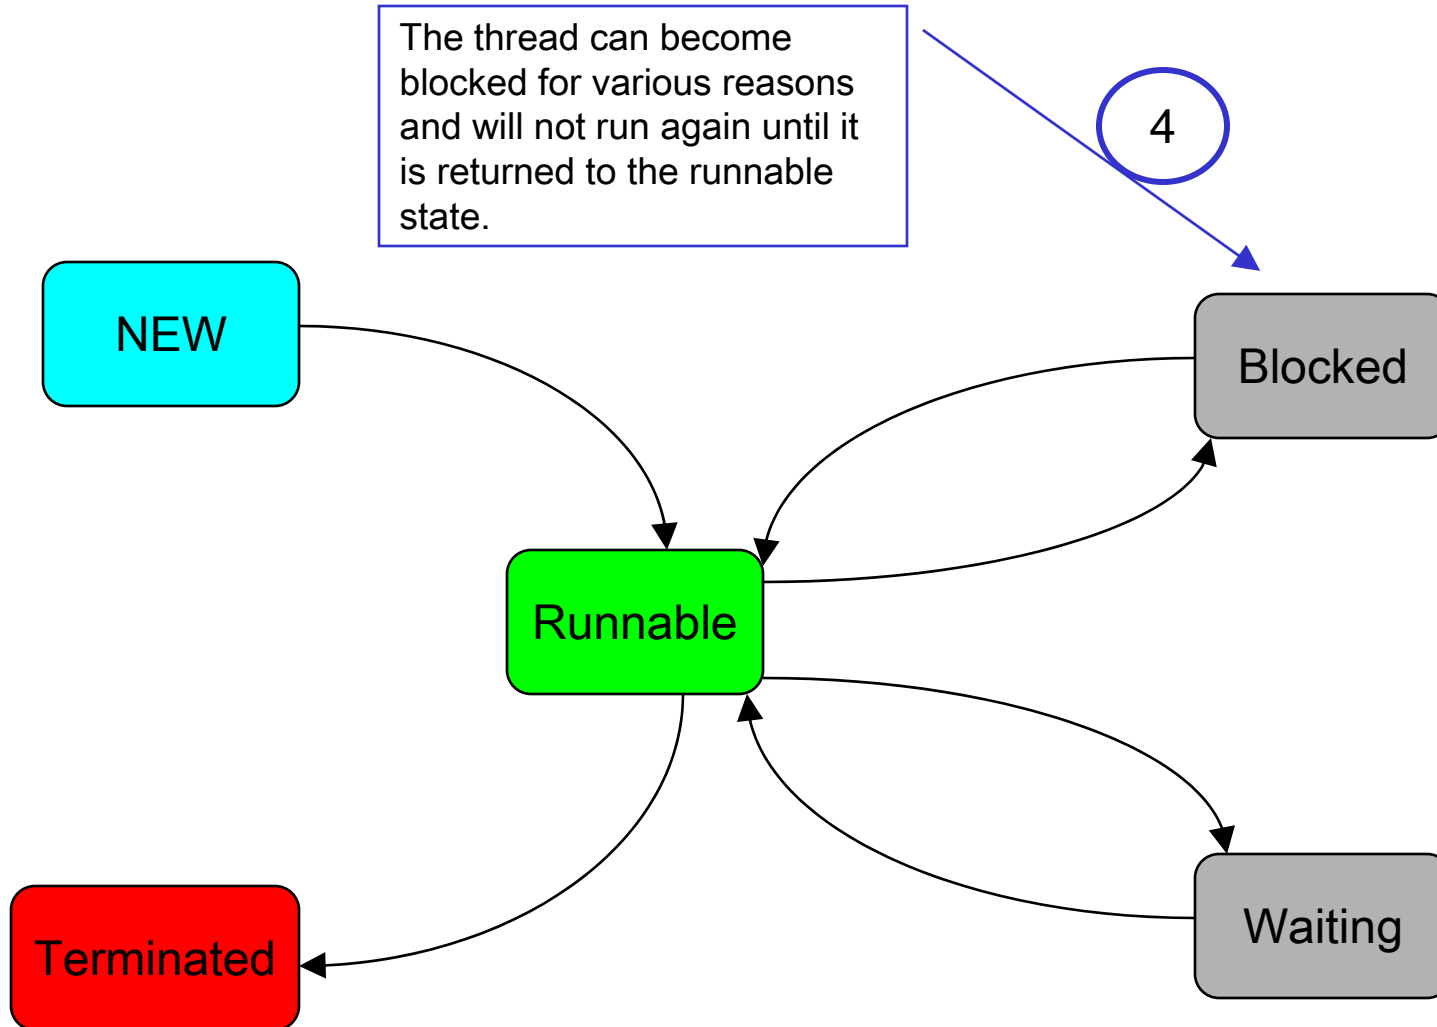 The thread can become
blocked for various reasons
and will not run again until it
is returned to the runnable
state.
4
NEW
Blocked
Runnable
Waiting
Terminated